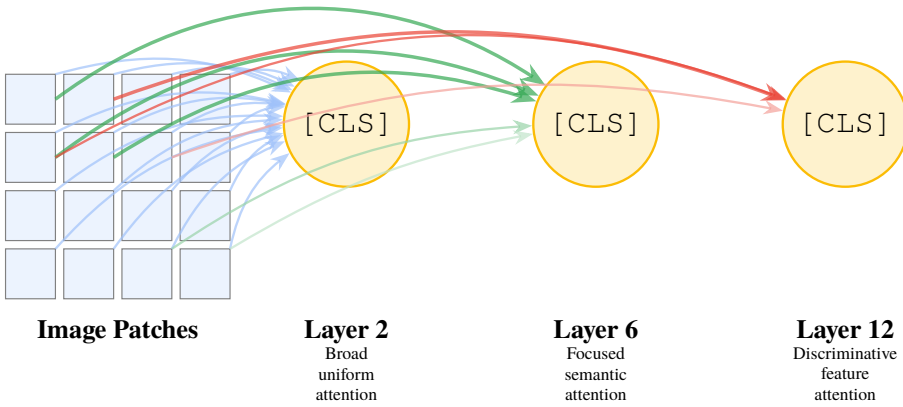 [CLS]
[CLS]
[CLS]
Image Patches
Layer 2
Broad
uniform
attention
Layer 6
Focused
semantic
attention
Layer 12
Discriminative
feature
attention